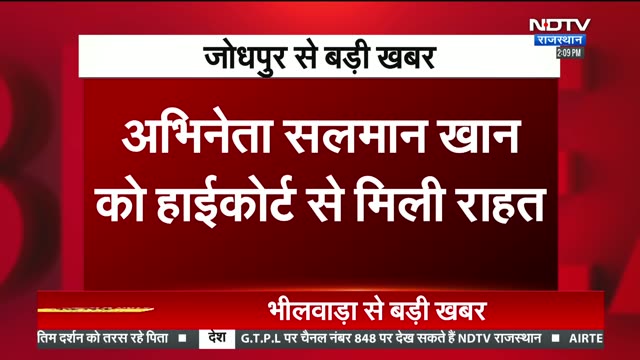 NDTV
राजस्थान
2:09 PM
जोधपुर से बड़ी खबर
अभिनेता सलमान खान
को हाईकोर्ट से मिली राहत
भीलवाड़ा से बड़ी खबर
तिम दर्शन को तरस रहे पिता देश G.T.P.L पर चैनल नंबर 848 पर देख सकते हैं NDTV राजस्थान AIRTE